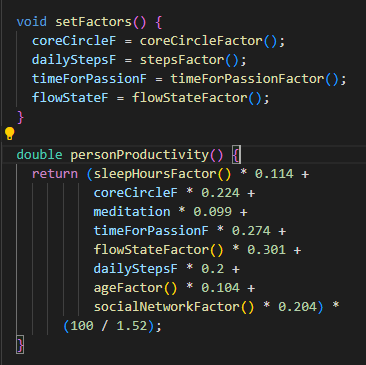 void setFactors() {
coreCircleF = coreCircleFactor();
dailyStepsF = stepsFactor();
timeForPassionF = timeForPassionFactor();
flowStateF = flowStateFactor();
}
double personProductivity() {
return (sleepHoursFactor() * 0.114 +
coreCircleF * 0.224 +
meditation * 0.099 +
timeForPassionF * 0.274 +
flowStateFactor() * 0.301 +
dailyStepsF * 0.2 +
ageFactor() * 0.104 +
socialNetworkFactor() * 0.204) *
(100 / 1.52);
}